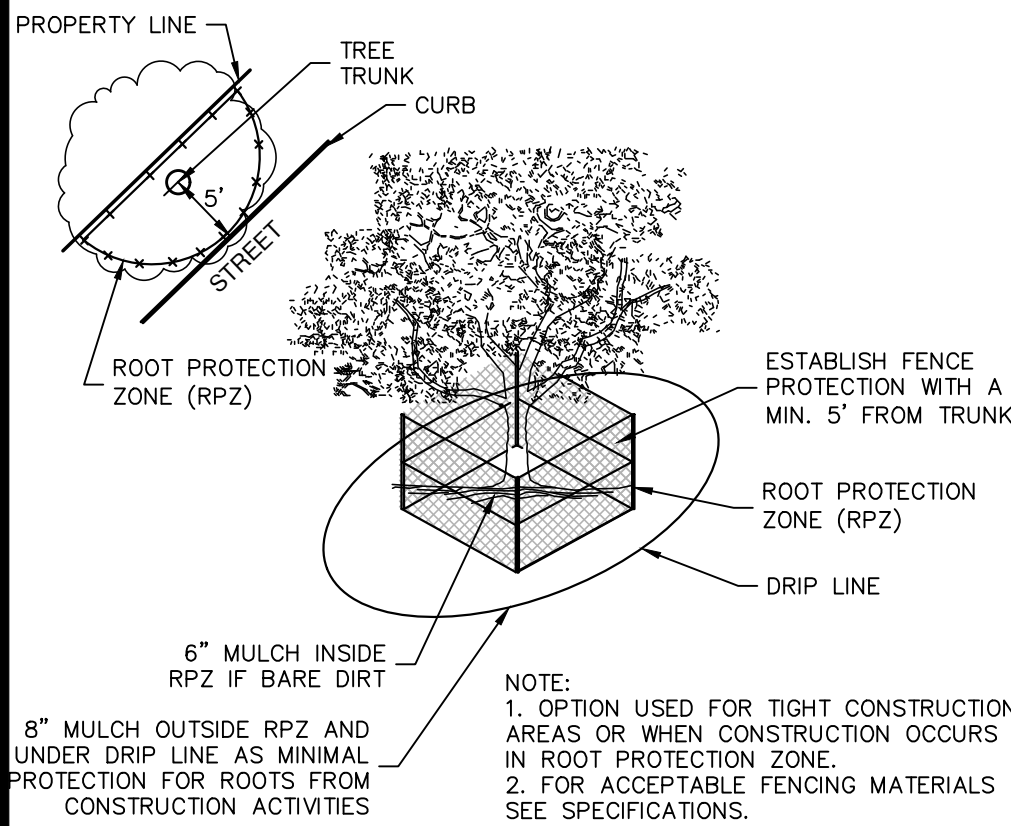 PROPERTY LINE
TREE
TRUNK
CURB
5'
STREET
ROOT PROTECTION
ZONE (RPZ)
ESTABLISH FENCE
PROTECTION WITH A
MIN. 5' FROM TRUNK
ROOT PROTECTION
ZONE (RPZ)
DRIP LINE
6" MULCH INSIDE
RPZ IF BARE DIRT
8" MULCH OUTSIDE RPZ AND
UNDER DRIP LINE AS MINIMAL
PROTECTION FOR ROOTS FROM
CONSTRUCTION ACTIVITIES
NOTE:
1. OPTION USED FOR TIGHT CONSTRUCTION
AREAS OR WHEN CONSTRUCTION OCCURS
IN ROOT PROTECTION ZONE.
2. FOR ACCEPTABLE FENCING MATERIALS
SEE SPECIFICATIONS.